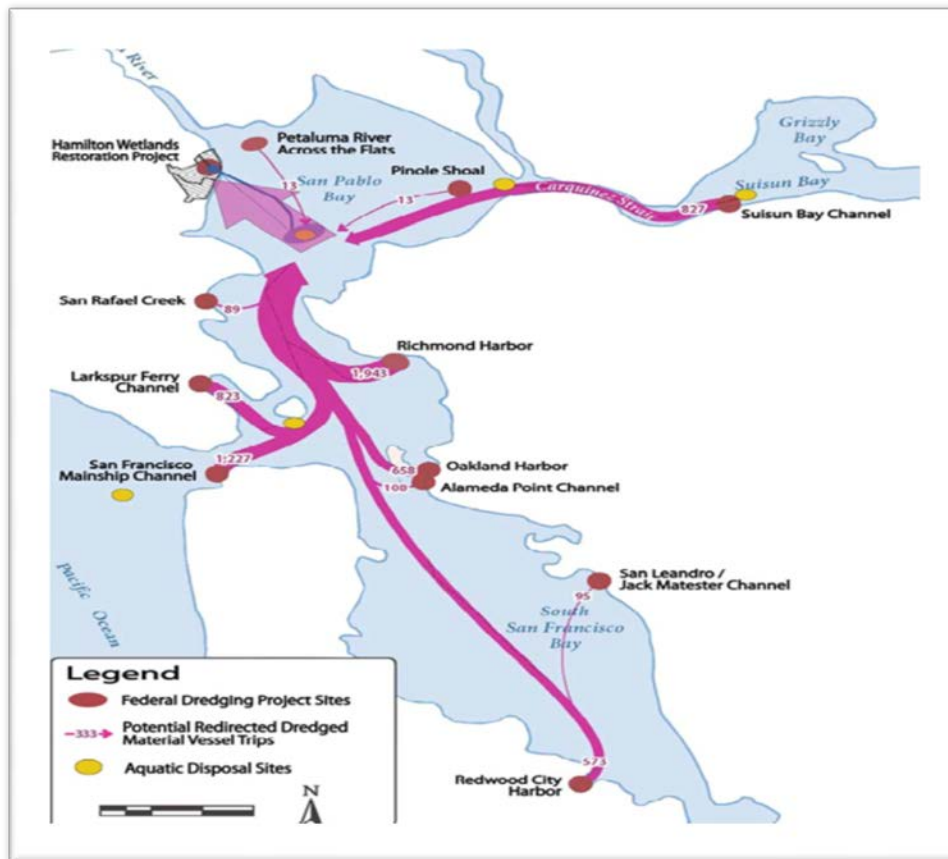 River
Hamilton Wetlands
Restoration Project
Petaluma River
Across the Flats
Pinole Shoal
Grizzly
Bay
13
San Pablo
Bay
13
Carquinez Strait
Suisun Bay
827
Suisun Bay Channel
San Rafael Creek
89
Richmond Harbor
1,943
Larkspur Ferry
Channel
823
1,227
San Francisco
Mainship Channel
658
Oakland Harbor
100
Alameda Point Channel
Pacific Ocean
San Leandro /
Jack Matester Channel
95
South
San Francisco
Bay
573
Redwood City
Harbor
Legend
Federal Dredging Project Sites
333
Potential Redirected Dredged
Material Vessel Trips
Aquatic Disposal Sites
N